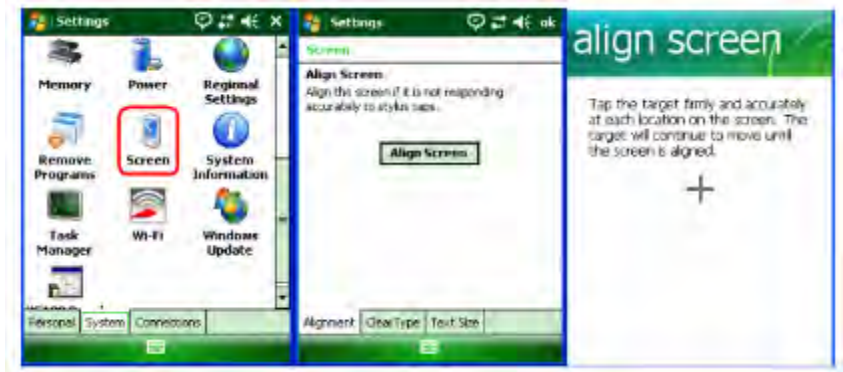 Settings
Memory
Power
Regional
Settings
Remove
Programs
Screen
System
Information
Task
Manager
Wi-Fi
Windows
Update
Personal
System
Connections
Settings
ok
Screen
Align Screen
Align the screen if it is not responding
accurately to stylus taps.
Align Screen
Alignment
ClearType
Text Size
align screen
Tap the target firmly and accurately
at each location on the screen. The
target will continue to move until
the screen is aligned.